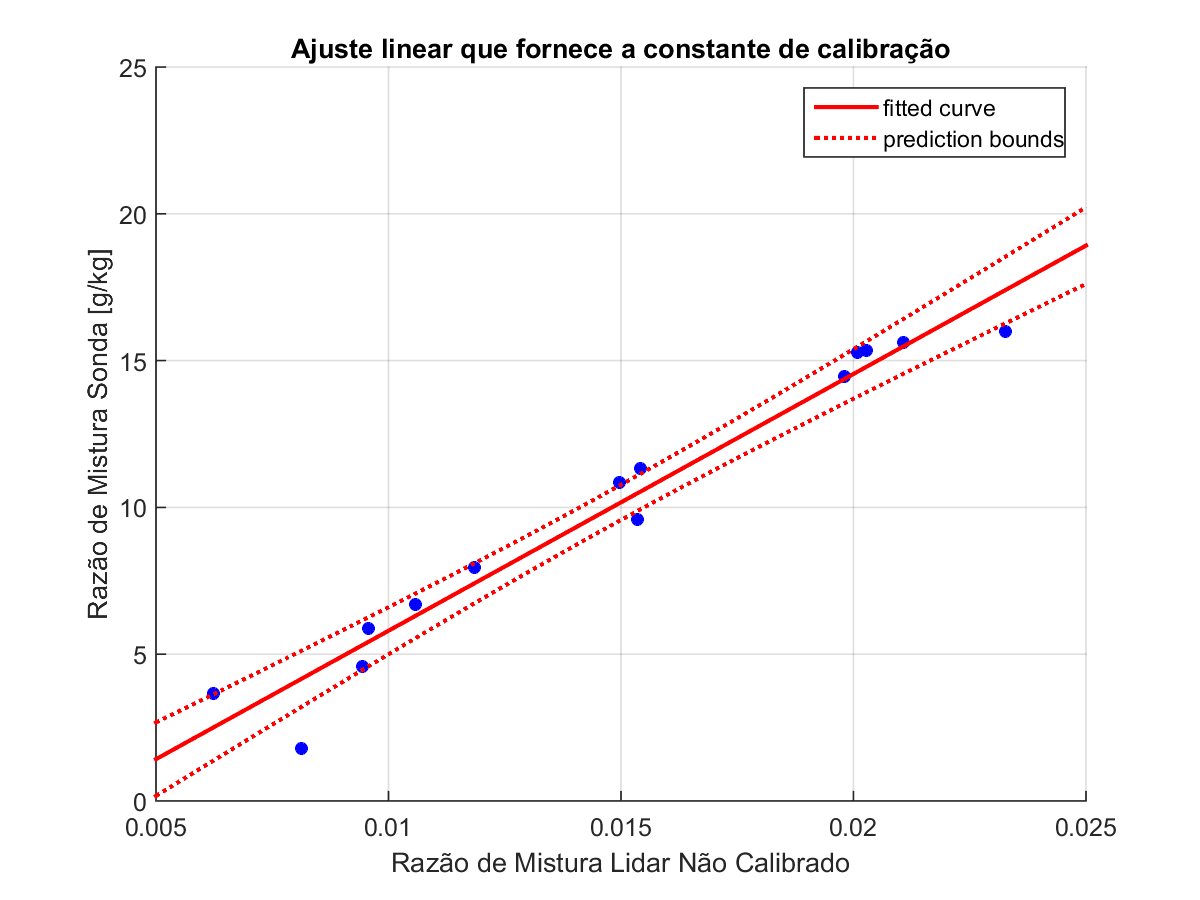 Ajuste linear que fornece a constante de calibração
fitted curve
prediction bounds
Razão de Mistura Sonda [g/kg]
25
20
15
10
5
0
0.005 0.01 0.015 0.02 0.025
Razão de Mistura Lidar Não Calibrado